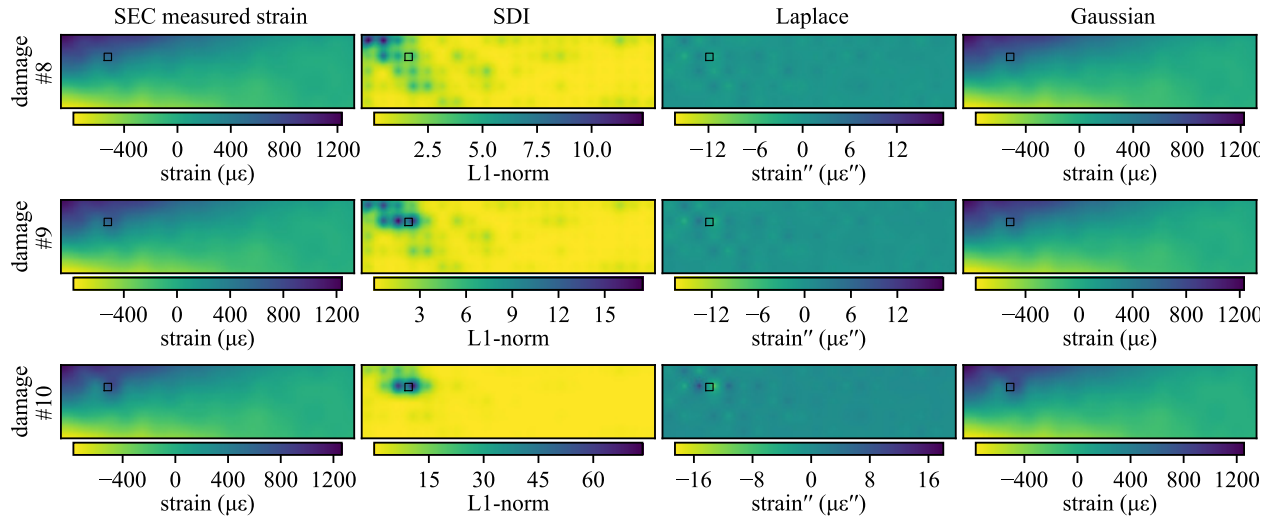 SEC measured strain SDI Laplace Gaussian
damage
#8
−400 0 400 800 1200 2.5 5.0 7.5 10.0 −12 −6 0 6 12 −400 0 400 800 1200
strain (με) L1-norm strain″ (με″) strain (με)
damage
#9
−400 0 400 800 1200 3 6 9 12 15 −12 −6 0 6 12 −400 0 400 800 1200
strain (με) L1-norm strain″ (με″) strain (με)
damage
#10
−400 0 400 800 1200 15 30 45 60 −16 −8 0 8 16 −400 0 400 800 1200
strain (με) L1-norm strain″ (με″) strain (με)